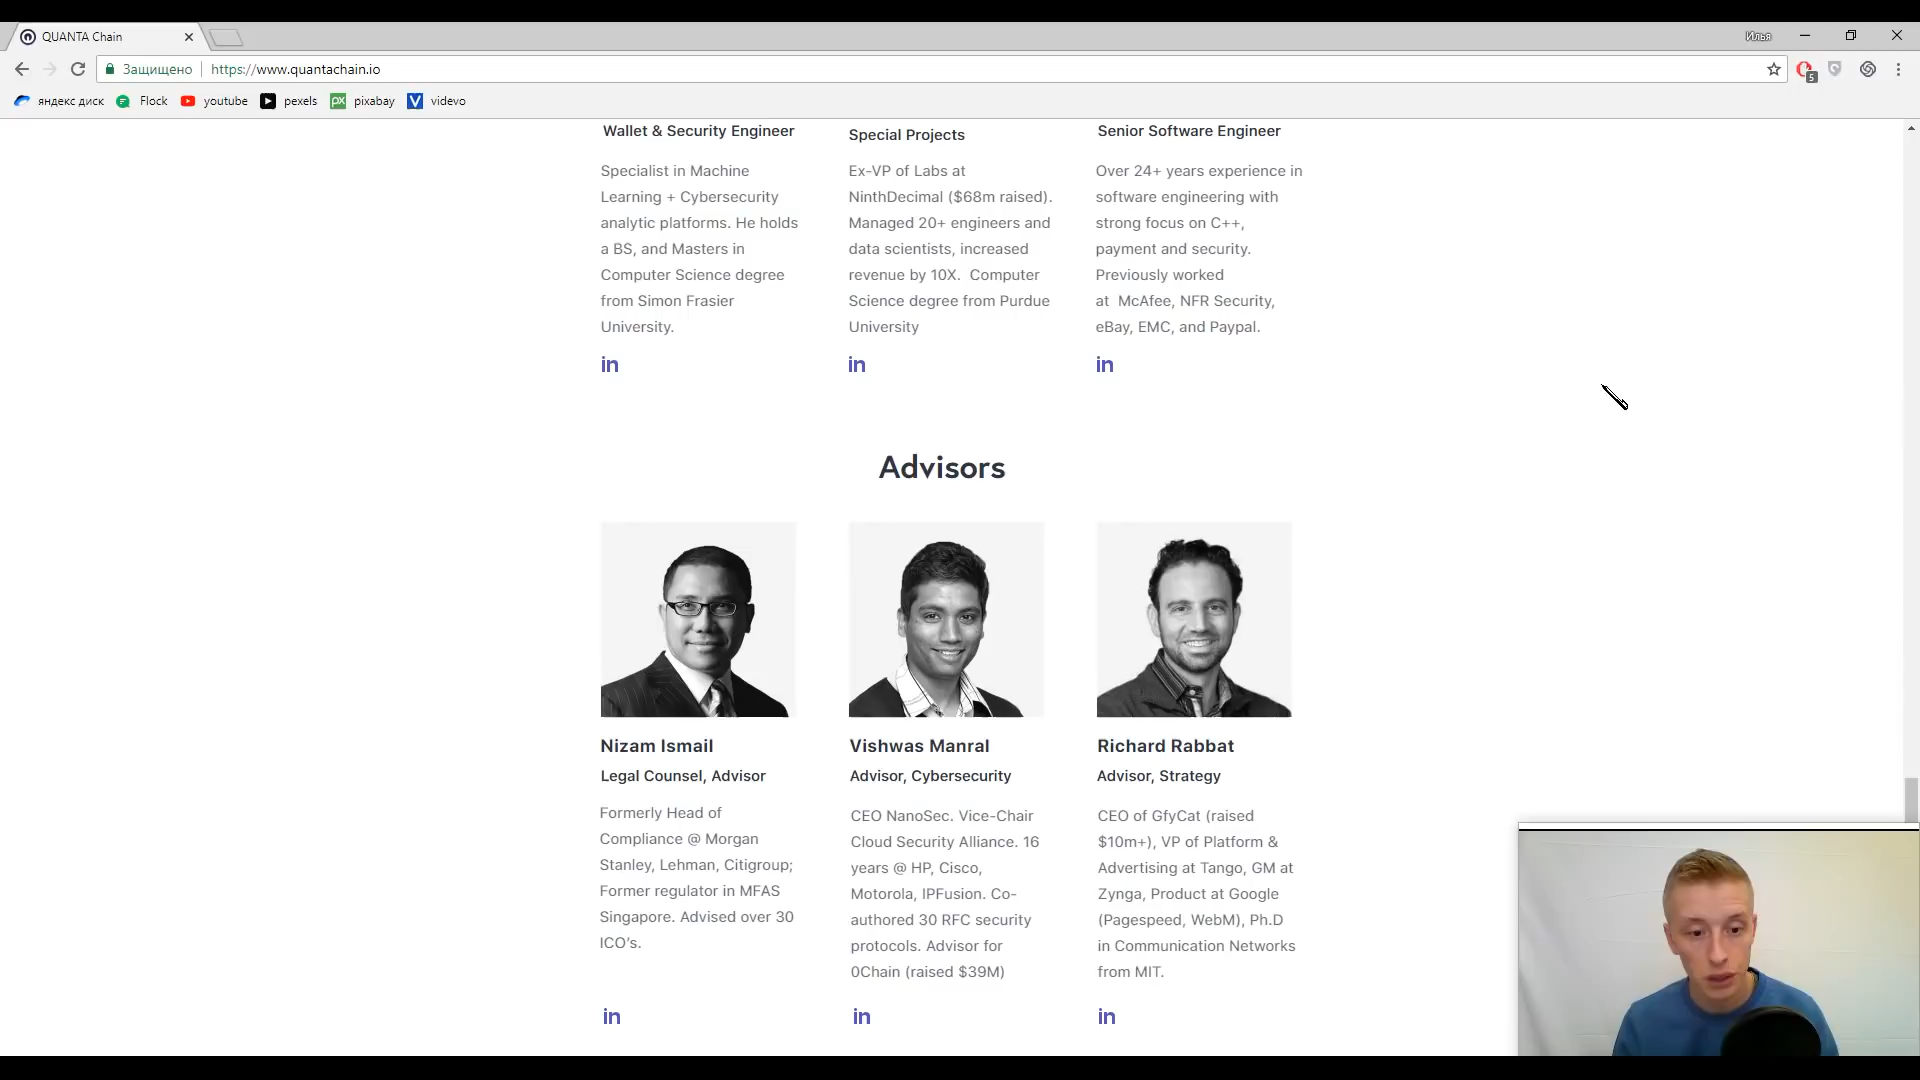 QUANTA Chain
Илья
Защищено
https://www.quantachain.io
5
яндекс диск
Flock
youtube
px
pexels
pixabay
V
videvo
Wallet & Security Engineer
Specialist in Machine
Learning + Cybersecurity
analytic platforms. He holds
a BS, and Masters in
Computer Science degree
from Simon Frasier
University.
in
Special Projects
Ex-VP of Labs at
NinthDecimal ($68m raised).
Managed 20+ engineers and
data scientists, increased
revenue by 10X.  Computer
Science degree from Purdue
University
in
Senior Software Engineer
Over 24+ years experience in
software engineering with
strong focus on C++,
payment and security.
Previously worked
at  McAfee, NFR Security,
eBay, EMC, and Paypal.
in
Advisors
Nizam Ismail
Legal Counsel, Advisor
Formerly Head of
Compliance @ Morgan
Stanley, Lehman, Citigroup;
Former regulator in MFAS
Singapore. Advised over 30
ICO's.
in
Vishwas Manral
Advisor, Cybersecurity
CEO NanoSec. Vice-Chair
Cloud Security Alliance. 16
years @ HP, Cisco,
Motorola, IPFusion. Co-
authored 30 RFC security
protocols. Advisor for
0Chain (raised $39M)
in
Richard Rabbat
Advisor, Strategy
CEO of GfyCat (raised
$10m+), VP of Platform &
Advertising at Tango, GM at
Zynga, Product at Google
(Pagespeed, WebM), Ph.D
in Communication Networks
from MIT.
in